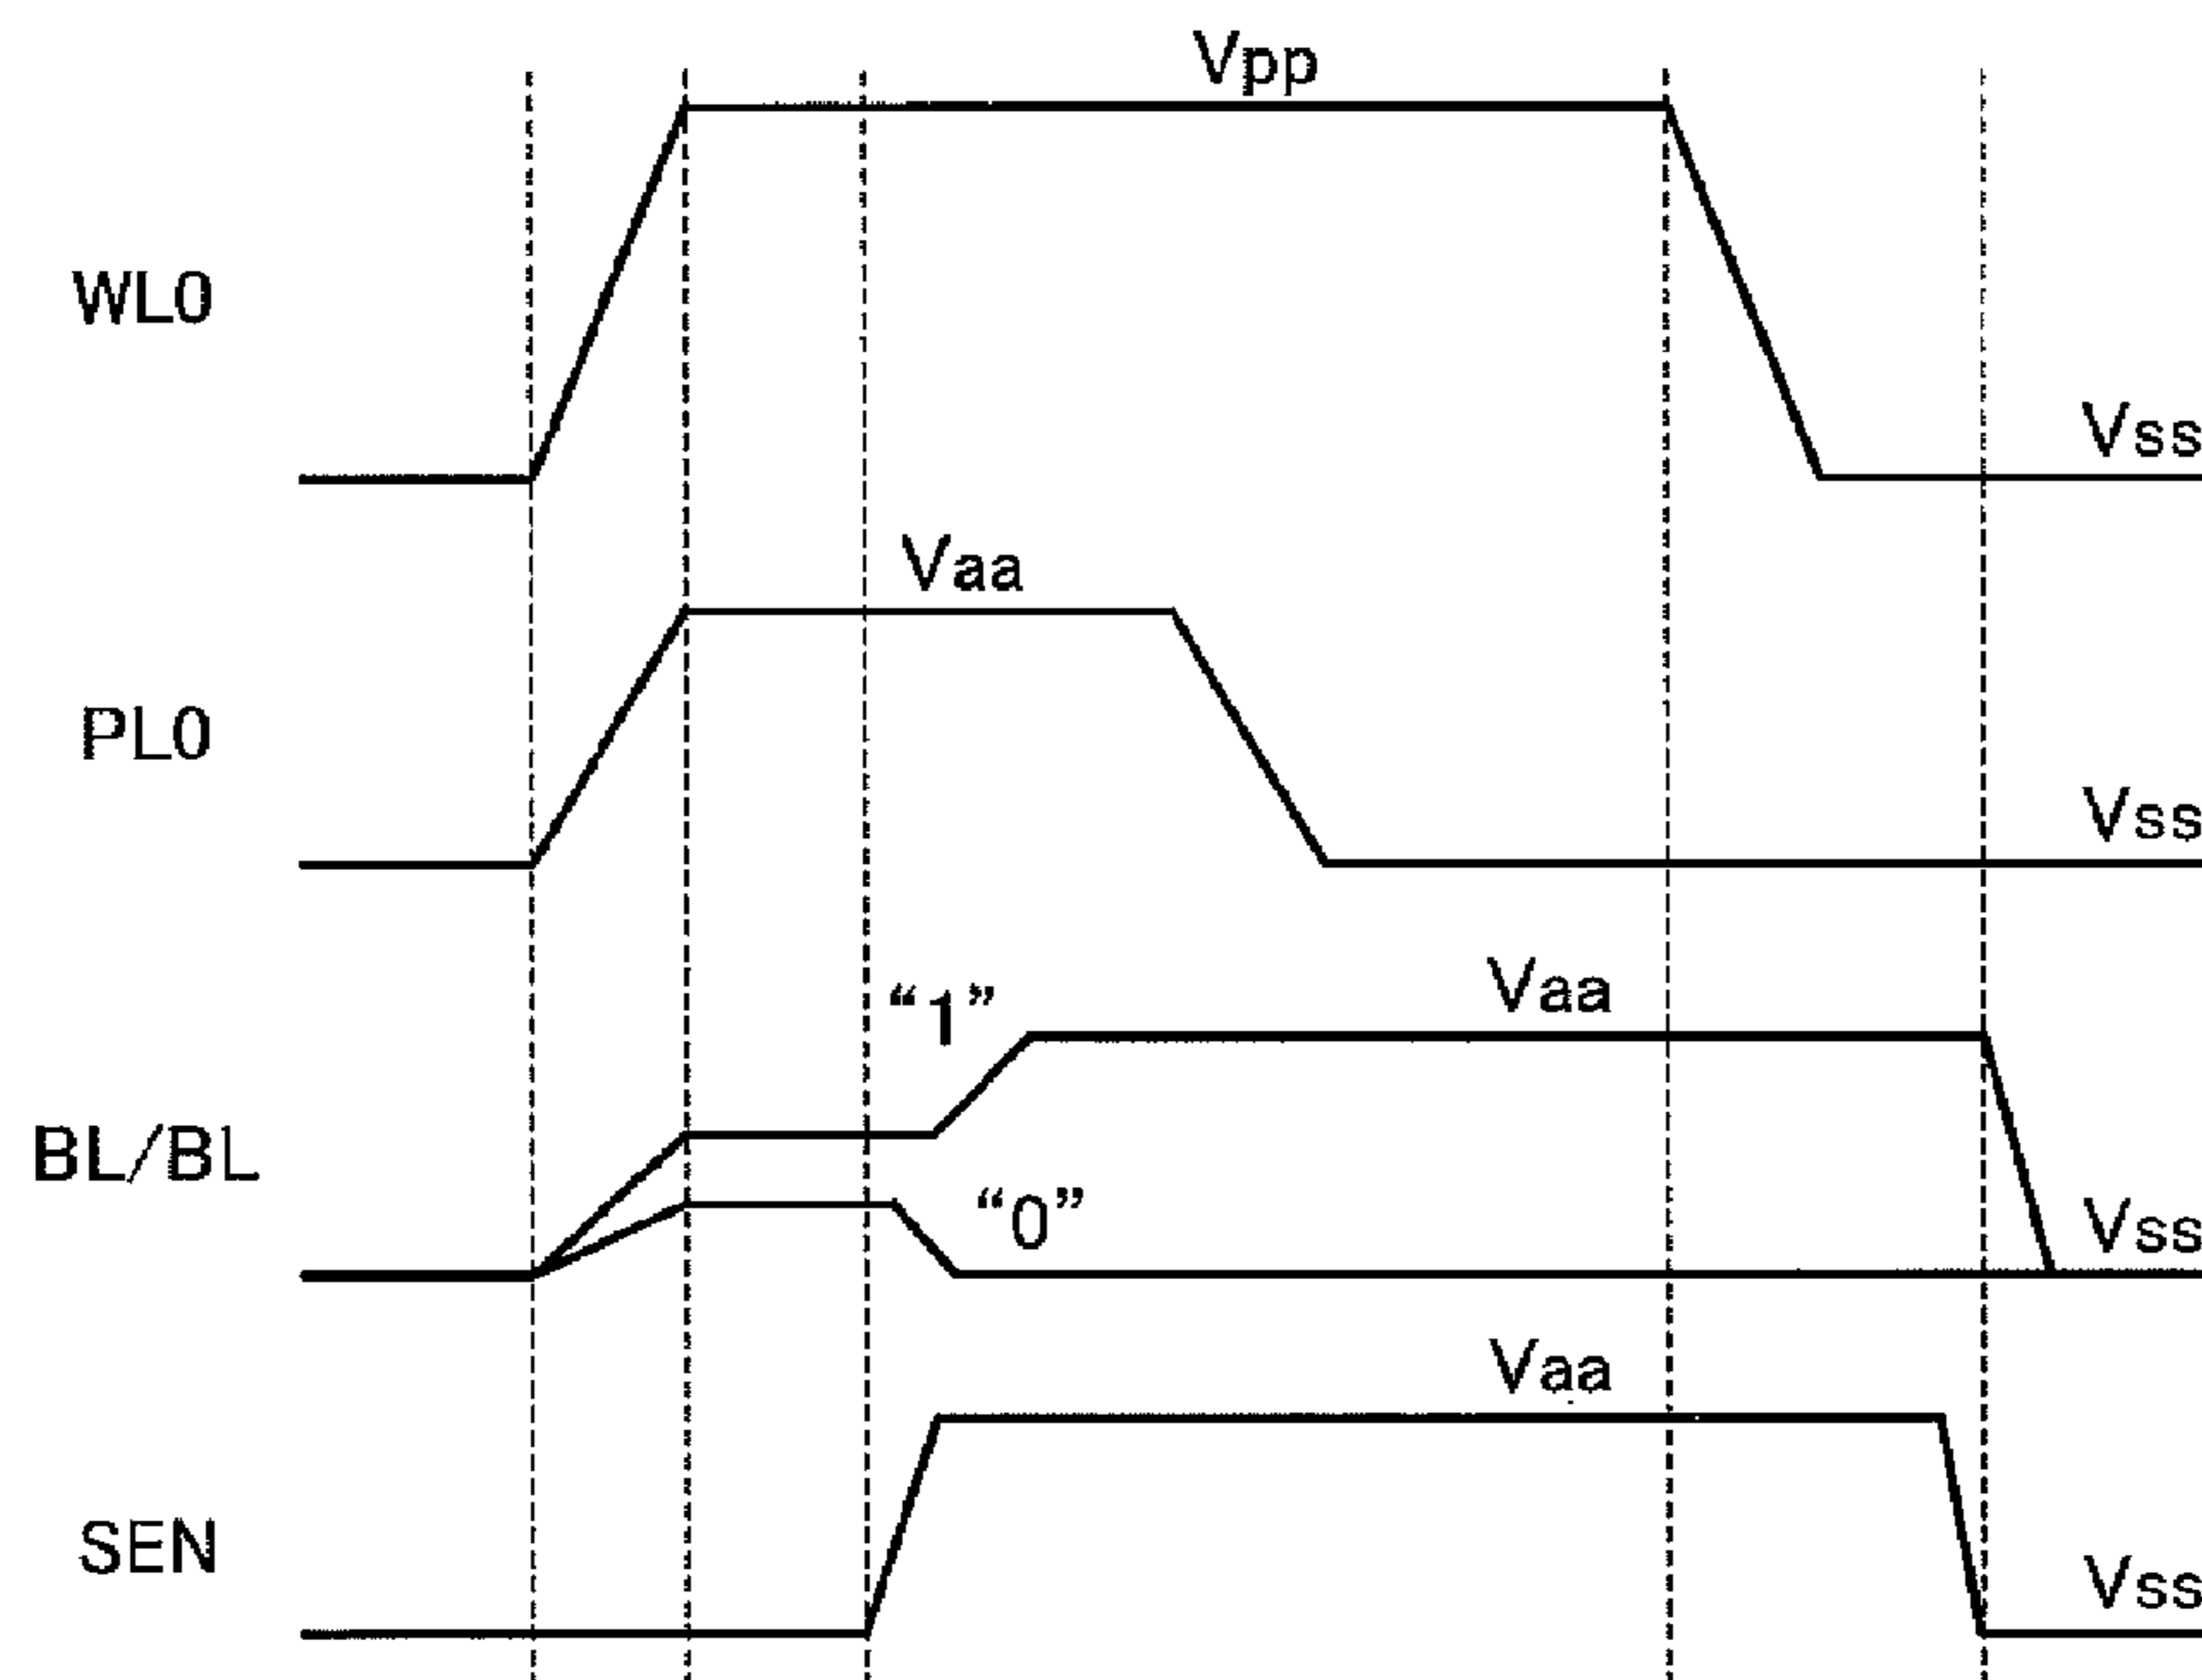 Vpp
WL0
Vss
Vaa
PL0
Vss
"1"
Vaa
BL/BL
"0"
Vss
Vaa
SEN
Vss